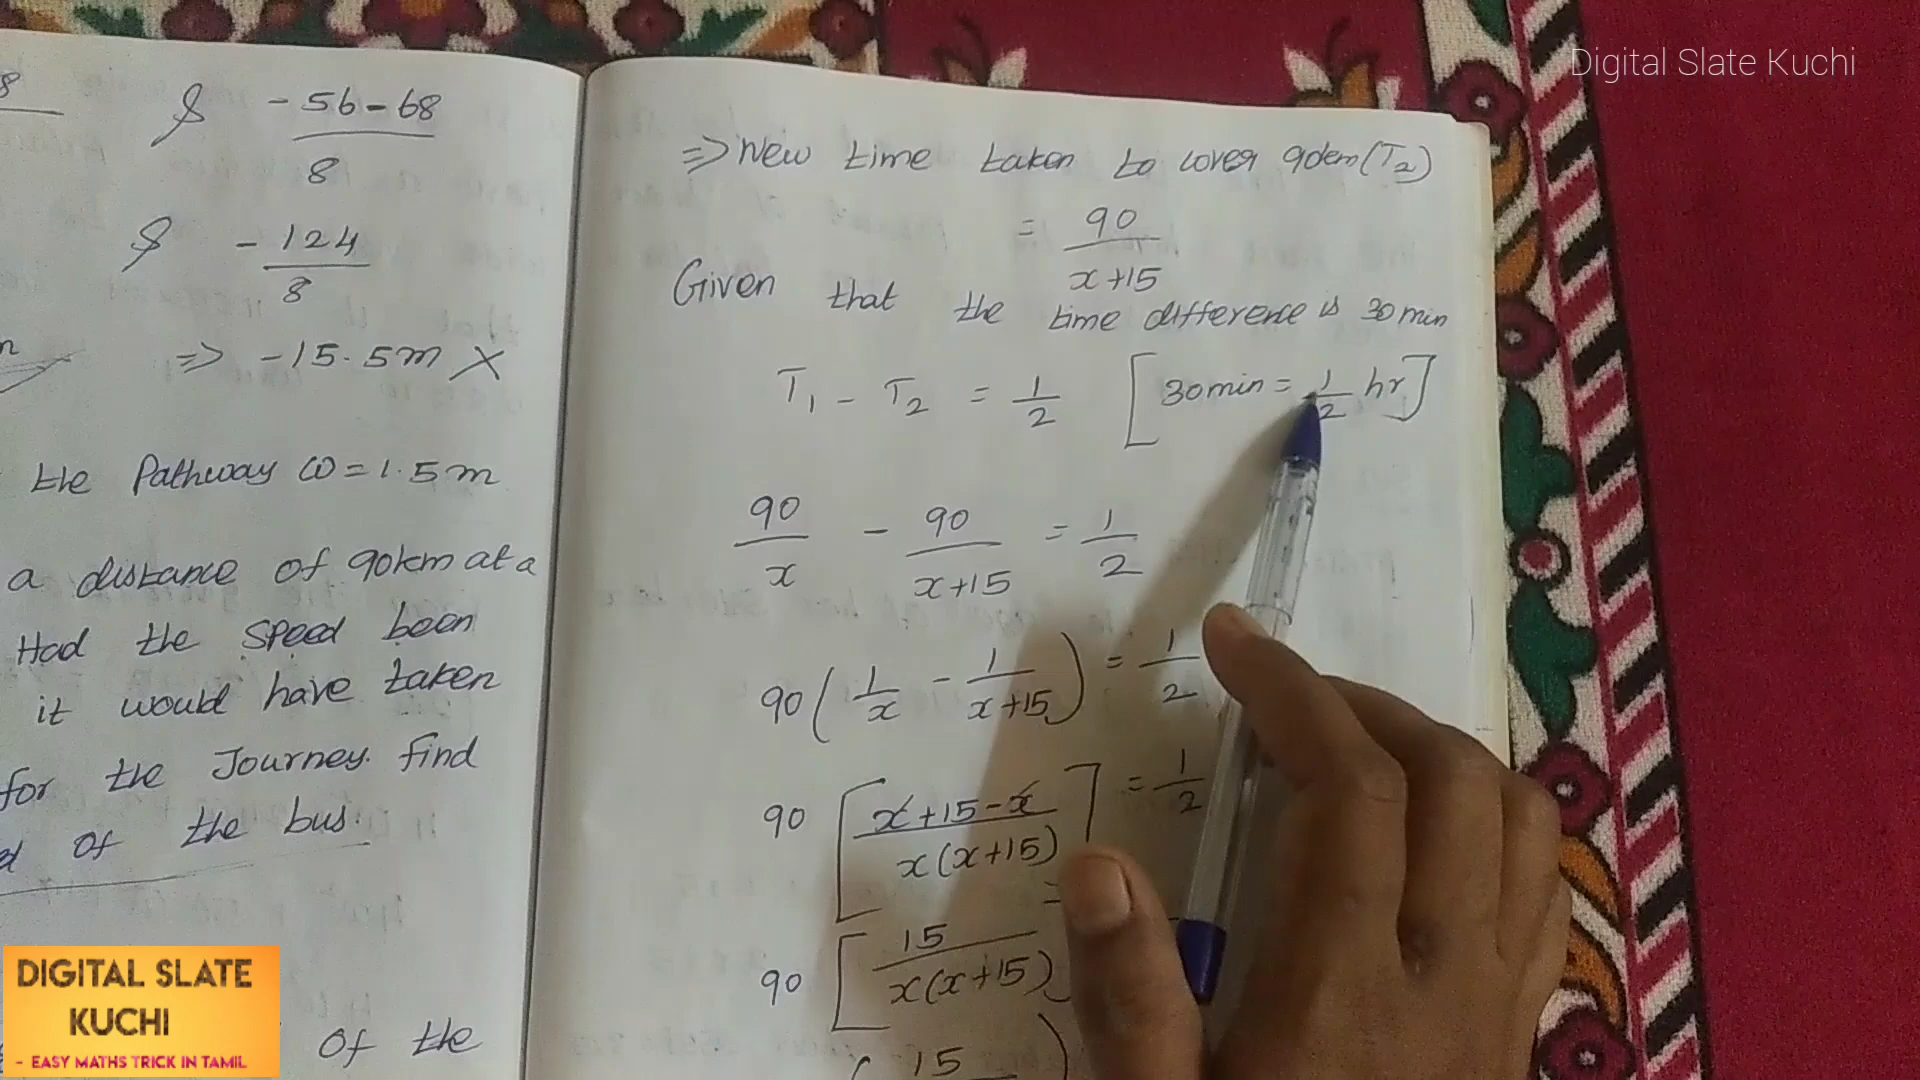 8
$ -56-68
8
$ -124
8
⇒ -15.5m X
the Pathway ω=1.5m
a distance of 90km at a
Had the speed been
it would have taken
for the Journey. find
of the bus.
of the
⇒ New time taken to cover 90km (T2)
= 90
x+15
Given that the time difference is 30 min
T1 - T2 = 1/2 [30min = 1/2 hr]
90/x - 90/x+15 = 1/2
90 (1/x - 1/x+15) = 1/2
90 [x+15-x / x(x+15)] = 1/2
90 [15 / x(x+15)]
15
Digital Slate Kuchi
DIGITAL SLATE
KUCHI
- EASY MATHS TRICK IN TAMIL